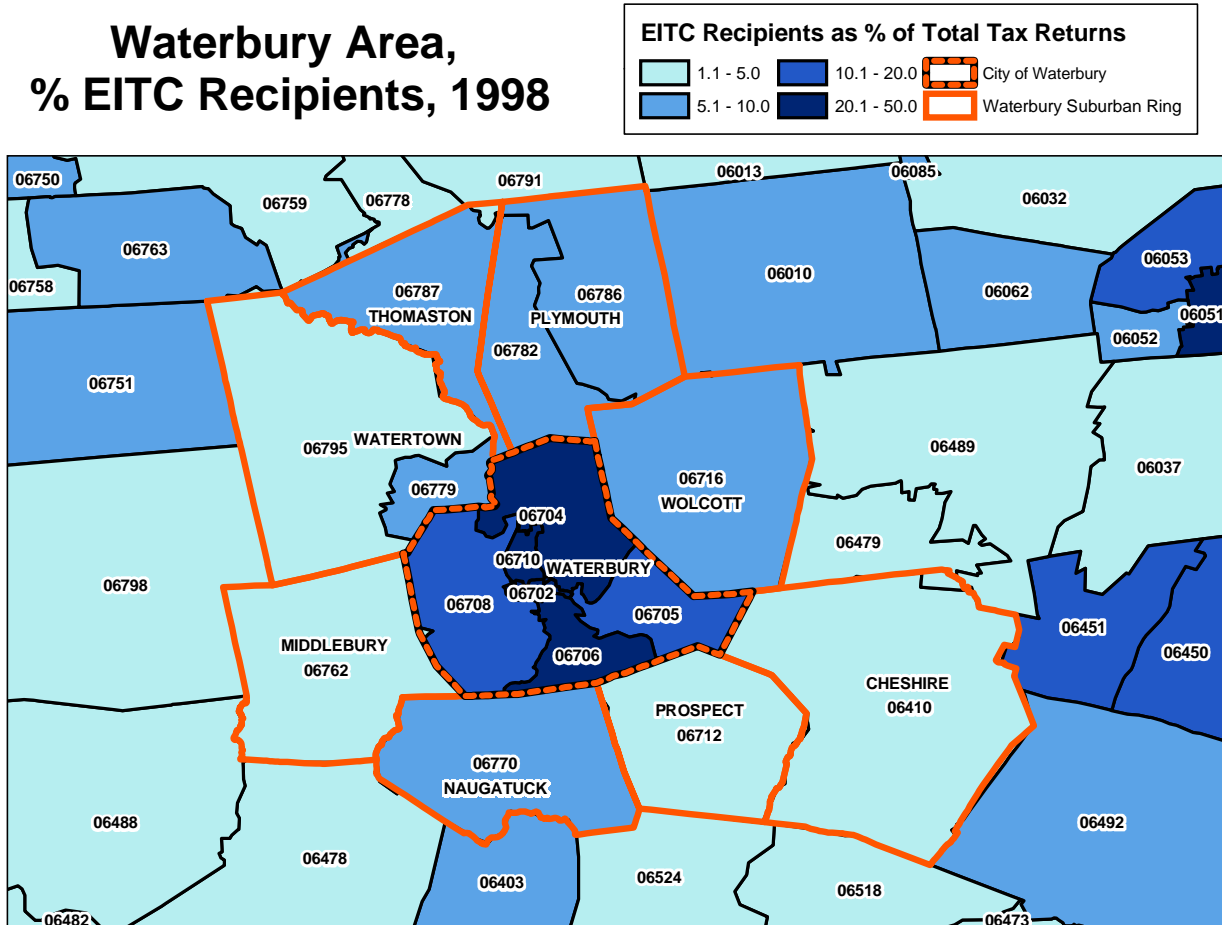 Waterbury Area,
% EITC Recipients, 1998
EITC Recipients as % of Total Tax Returns
1.1 - 5.0
10.1 - 20.0
City of Waterbury
5.1 - 10.0
20.1 - 50.0
Waterbury Suburban Ring
06750
06759
06778
06791
06013
06085
06032
06763
06758
06787
THOMASTON
06786
PLYMOUTH
06782
06010
06062
06053
06051
06052
06751
06795
WATERTOWN
06779
06716
WOLCOTT
06489
06037
06704
06710
WATERBURY
06702
06708
06705
06706
06479
06798
MIDDLEBURY
06762
06451
06450
CHESHIRE
06410
PROSPECT
06712
06770
NAUGATUCK
06488
06478
06403
06524
06518
06492
06482
06473